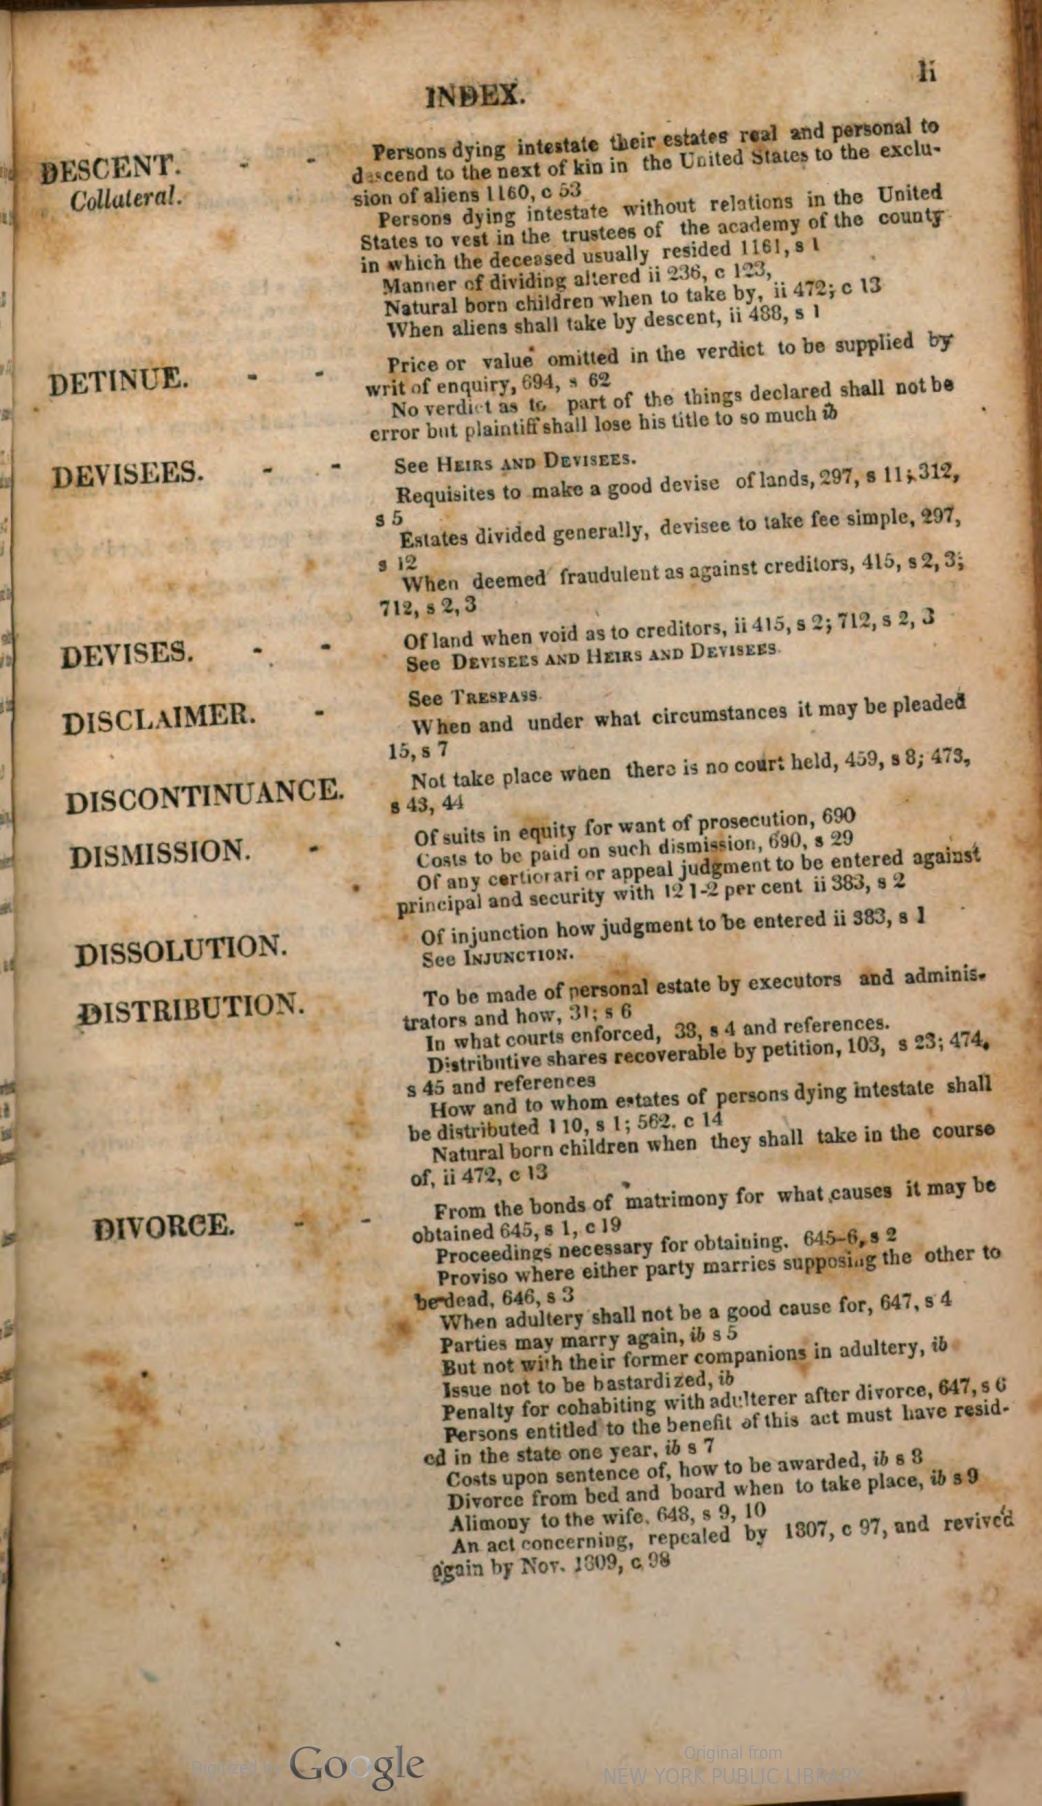 INDEX.
li
DESCENT. - - Persons dying intestate their estates real and personal to
Collateral. descend to the next of kin in the United States to the exclu-
sion of aliens 1160, c 53
Persons dying intestate without relations in the United
States to vest in the trustees of the academy of the county
in which the deceased usually resided 1161, s 1
Manner of dividing altered ii 236, c 123,
Natural born children when to take by, ii 472; c 13
When aliens shall take by descent, ii 488, s 1
DETINUE. - - Price or value omitted in the verdict to be supplied by
writ of enquiry, 694, s 62
No verdict as to part of the things declared shall not be
error but plaintiff shall lose his title to so much ib
DEVISEES. - - See HEIRS AND DEVISEES.
Requisites to make a good devise of lands, 297, s 11; 312,
s 5
Estates divided generally, devisee to take fee simple, 297,
s 12
When deemed fraudulent as against creditors, 415, s 2, 3;
712, s 2, 3
DEVISES. - - Of land when void as to creditors, ii 415, s 2; 712, s 2, 3
See DEVISEES AND HEIRS AND DEVISEES.
DISCLAIMER. - See TRESPASS.
When and under what circumstances it may be pleaded
15, s 7
DISCONTINUANCE. Not take place when there is no court held, 459, s 8; 473,
s 43, 44
DISMISSION. - Of suits in equity for want of prosecution, 690
Costs to be paid on such dismission, 690, s 29
Of any certiorari or appeal judgment to be entered against
principal and security with 12 1-2 per cent ii 383, s 2
DISSOLUTION. Of injunction how judgment to be entered ii 383, s 1
See INJUNCTION.
DISTRIBUTION. To be made of personal estate by executors and adminis-
trators and how, 31; s 6
In what courts enforced, 38, s 4 and references.
Distributive shares recoverable by petition, 103, s 23; 474,
s 45 and references
How and to whom estates of persons dying intestate shall
be distributed 110, s 1; 562. c 14
Natural born children when they shall take in the course
of, ii 472, c 13
DIVORCE. - - From the bonds of matrimony for what causes it may be
obtained 645, s 1, c 19
Proceedings necessary for obtaining. 645-6, s 2
Proviso where either party marries supposing the other to
be dead, 646, s 3
When adultery shall not be a good cause for, 647, s 4
Parties may marry again, ib s 5
But not with their former companions in adultery, ib
Issue not to be bastardized, ib
Penalty for cohabiting with adulterer after divorce, 647, s 6
Persons entitled to the benefit of this act must have resid-
ed in the state one year, ib s 7
Costs upon sentence of, how to be awarded, ib s 8
Divorce from bed and board when to take place, ib s 9
Alimony to the wife. 648, s 9, 10
An act concerning, repealed by 1807, c 97, and revived
again by Nov. 1809, c 98
Digitized by Google
Original from
NEW YORK PUBLIC LIBRARY